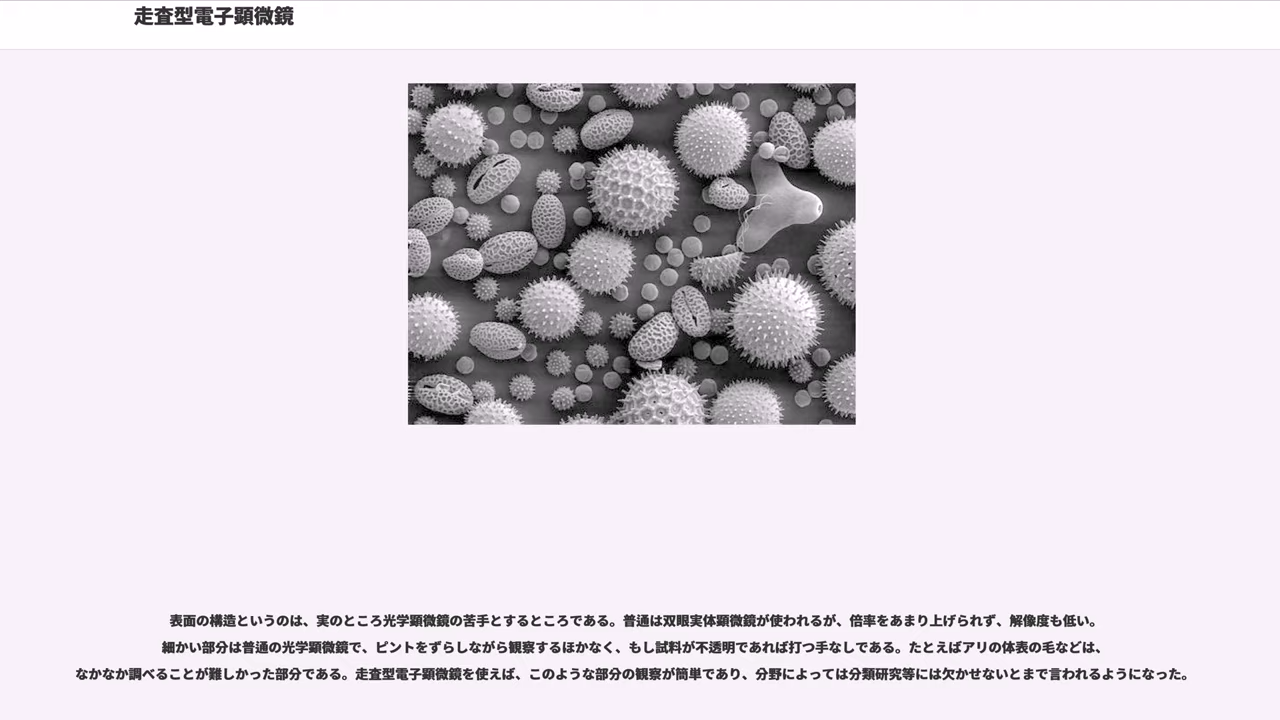 走査型電子顕微鏡
表面の構造というのは、実のところ光学顕微鏡の苦手とするところである。普通は双眼実体顕微鏡が使われるが、倍率をあまり上げられず、解像度も低い。
細かい部分は普通の光学顕微鏡で、ピントをずらしながら観察するほかなく、もし試料が不透明であれば打つ手なしである。たとえばアリの体表の毛などは、
なかなか調べることが難しかった部分である。走査型電子顕微鏡を使えば、このような部分の観察が簡単であり、分野によっては分類研究等には欠かせないとまで言われるようになった。